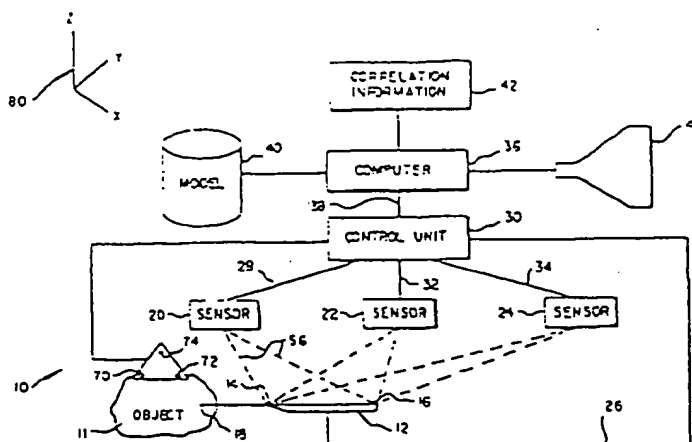 Z
Y
80
X
CORRELATION
INFORMATION
42
4
40
MODEL
COMPUTER
36
38
CONTROL UNIT
30
29
32
34
20
SENSOR
22
SENSOR
24
SENSOR
56
74
70
72
10
14
16
OBJECT
11
18
12
26